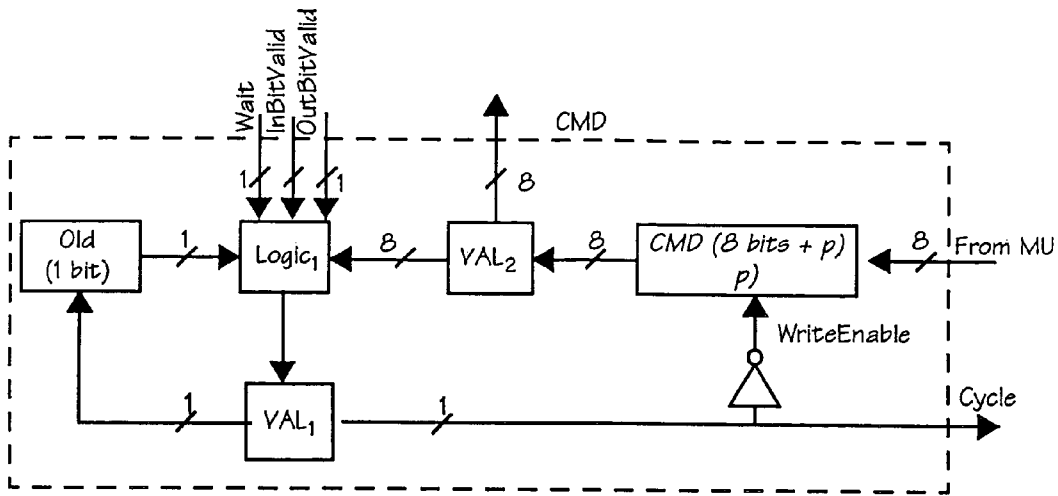 Wait
InBitValid
OutBitValid
CMD
1
1
8
Old
(1 bit)
1
Logic₁
8
VAL₂
8
CMD (8 bits + p)
p)
8
From MU
WriteEnable
1
VAL₁
1
Cycle